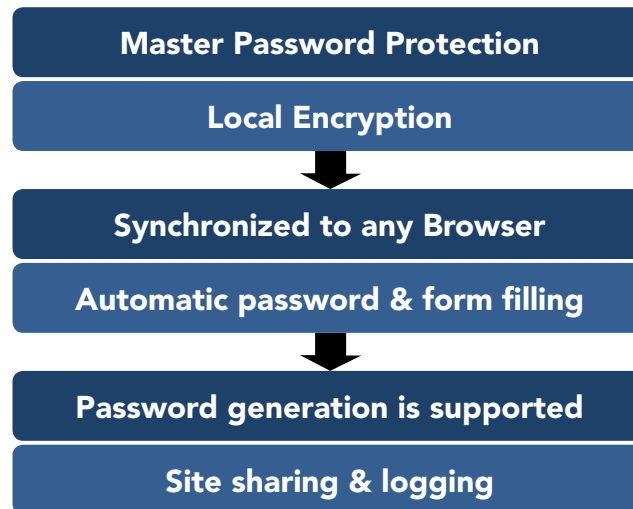 Master Password Protection
Local Encryption
Synchronized to any Browser
Automatic password & form filling
Password generation is supported
Site sharing & logging